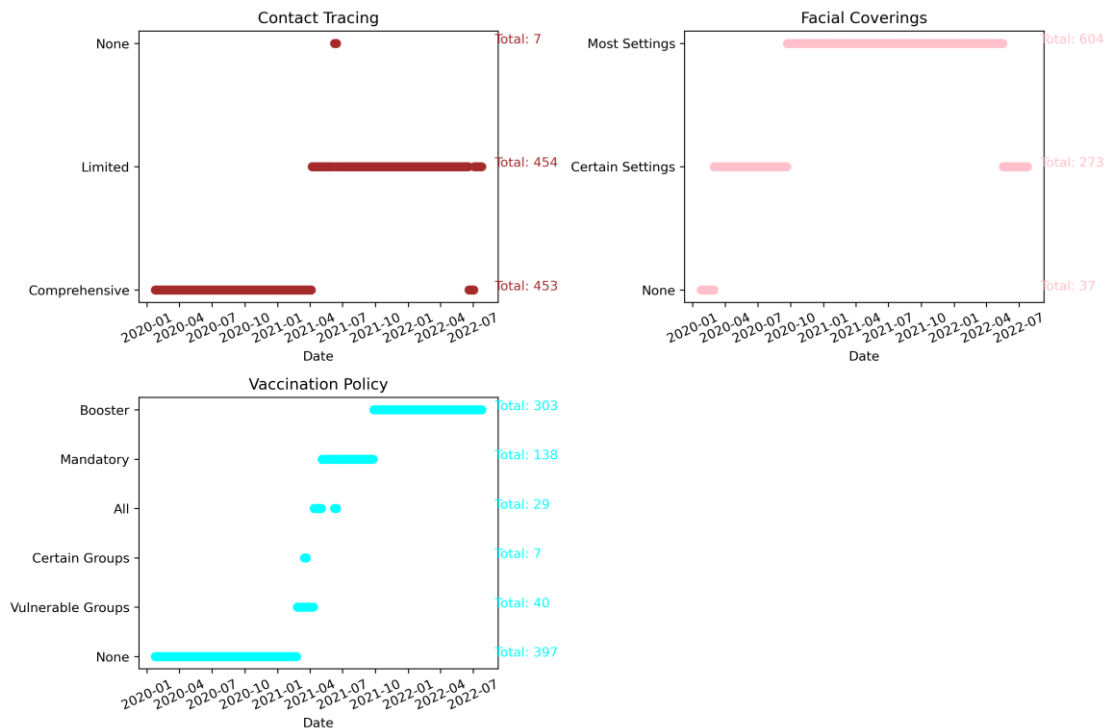 Contact Tracing
None
Total: 7
Limited
Total: 454
Comprehensive
Total: 453
2020-01 2020-04 2020-07 2020-10 2021-01 2021-04 2021-07 2021-10 2022-01 2022-04 2022-07
Date
Facial Coverings
Most Settings
Total: 604
Certain Settings
Total: 273
None
Total: 37
2020-01 2020-04 2020-07 2020-10 2021-01 2021-04 2021-07 2021-10 2022-01 2022-04 2022-07
Date
Vaccination Policy
Booster
Total: 303
Mandatory
Total: 138
All
Total: 29
Certain Groups
Total: 7
Vulnerable Groups
Total: 40
None
Total: 397
2020-01 2020-04 2020-07 2020-10 2021-01 2021-04 2021-07 2021-10 2022-01 2022-04 2022-07
Date